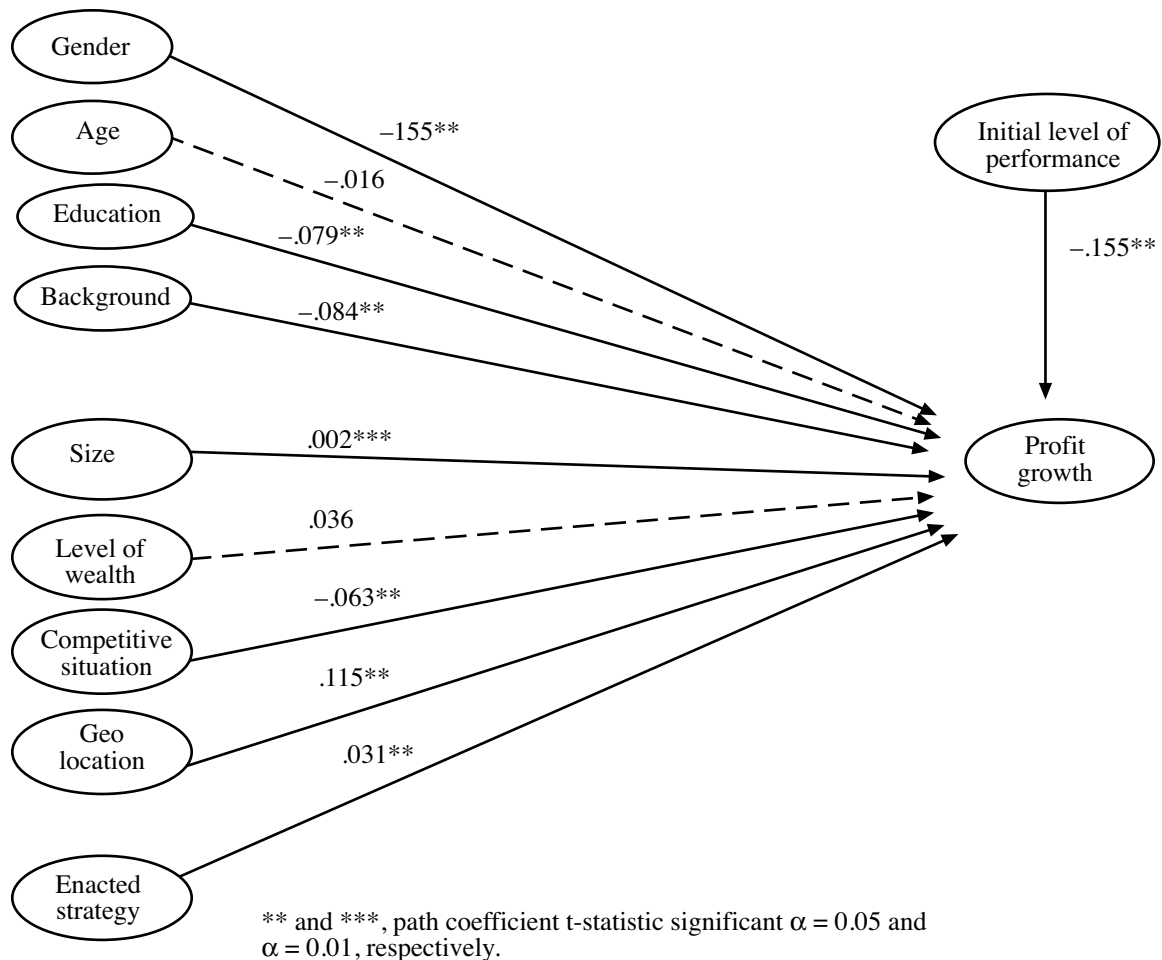 Gender
–155**
Age
Initial level of
performance
–.016
Education
–.079**
–.155**
Background
–.084**
Size
.002***
Profit
growth
.036
Level of
wealth
–.063**
Competitive
situation
.115**
Geo
location
.031**
Enacted
strategy
** and ***, path coefficient t-statistic significant α = 0.05 and
α = 0.01, respectively.